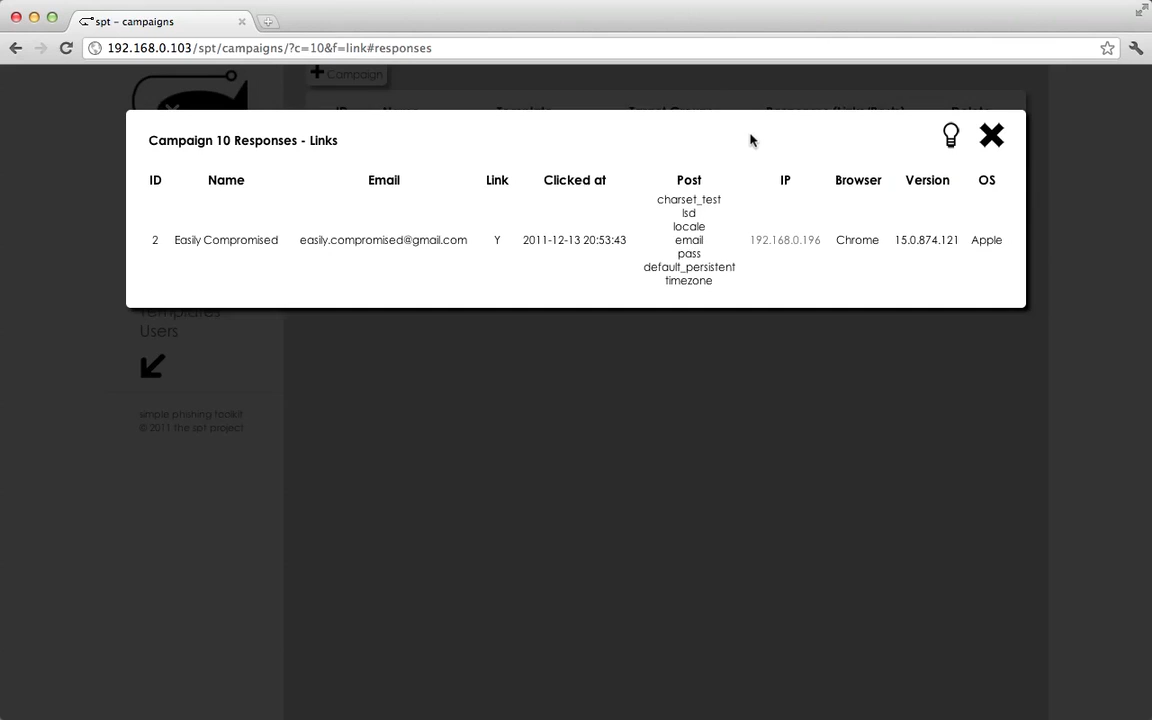 spt – campaigns
192.168.0.103/spt/campaigns/?c=10&f=link#responses
Campaign
Campaign 10 Responses - Links
ID Name Email Link Clicked at Post IP Browser Version OS
charset_test
lsd
locale
2 Easily Compromised easily.compromised@gmail.com Y 2011-12-13 20:53:43 email 192.168.0.196 Chrome 15.0.874.121 Apple
pass
default_persistent
timezone
Templates
Users
simple phishing toolkit
© 2011 the spt project